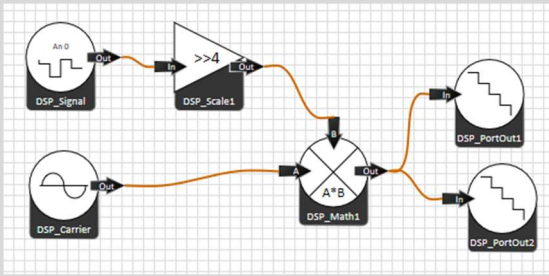 An 0
Out
DSP_Signal
In
>>4
Out
DSP_Scale1
Out
DSP_Carrier
B
A
Out
A*B
DSP_Math1
In
DSP_PortOut1
In
DSP_PortOut2